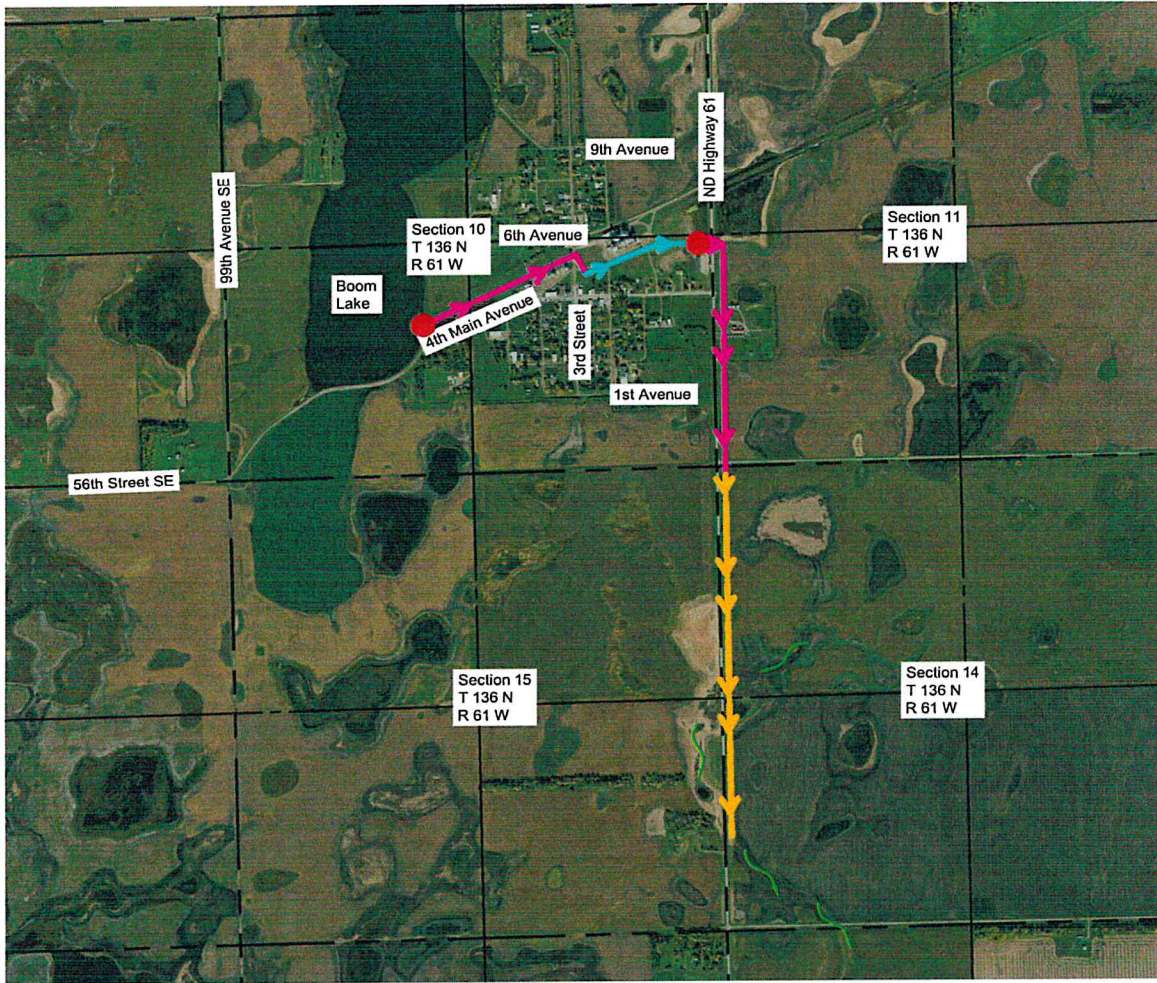 ND Highway 61
9th Avenue
99th Avenue SE
Section 10
T 136 N
R 61 W
6th Avenue
Section 11
T 136 N
R 61 W
Boom
Lake
4th Main Avenue
3rd Street
1st Avenue
56th Street SE
Section 15
T 136 N
R 61 W
Section 14
T 136 N
R 61 W